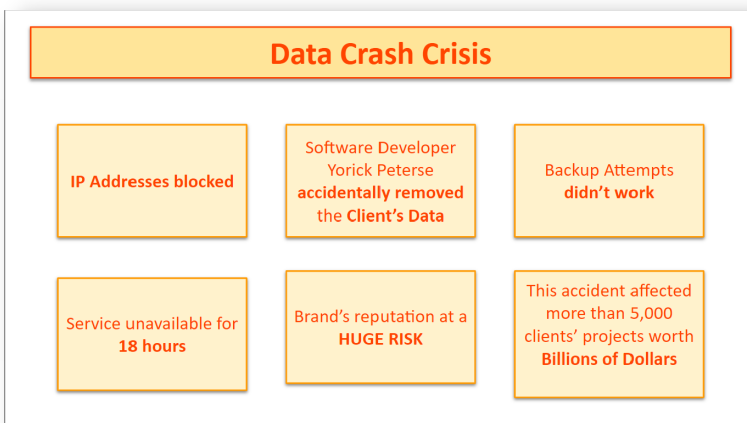 Data Crash Crisis
IP Addresses blocked
Software Developer
Yorick Peterse
accidentally removed
the Client's Data
Backup Attempts
didn't work
Service unavailable for
18 hours
Brand's reputation at a
HUGE RISK
This accident affected
more than 5,000
clients' projects worth
Billions of Dollars